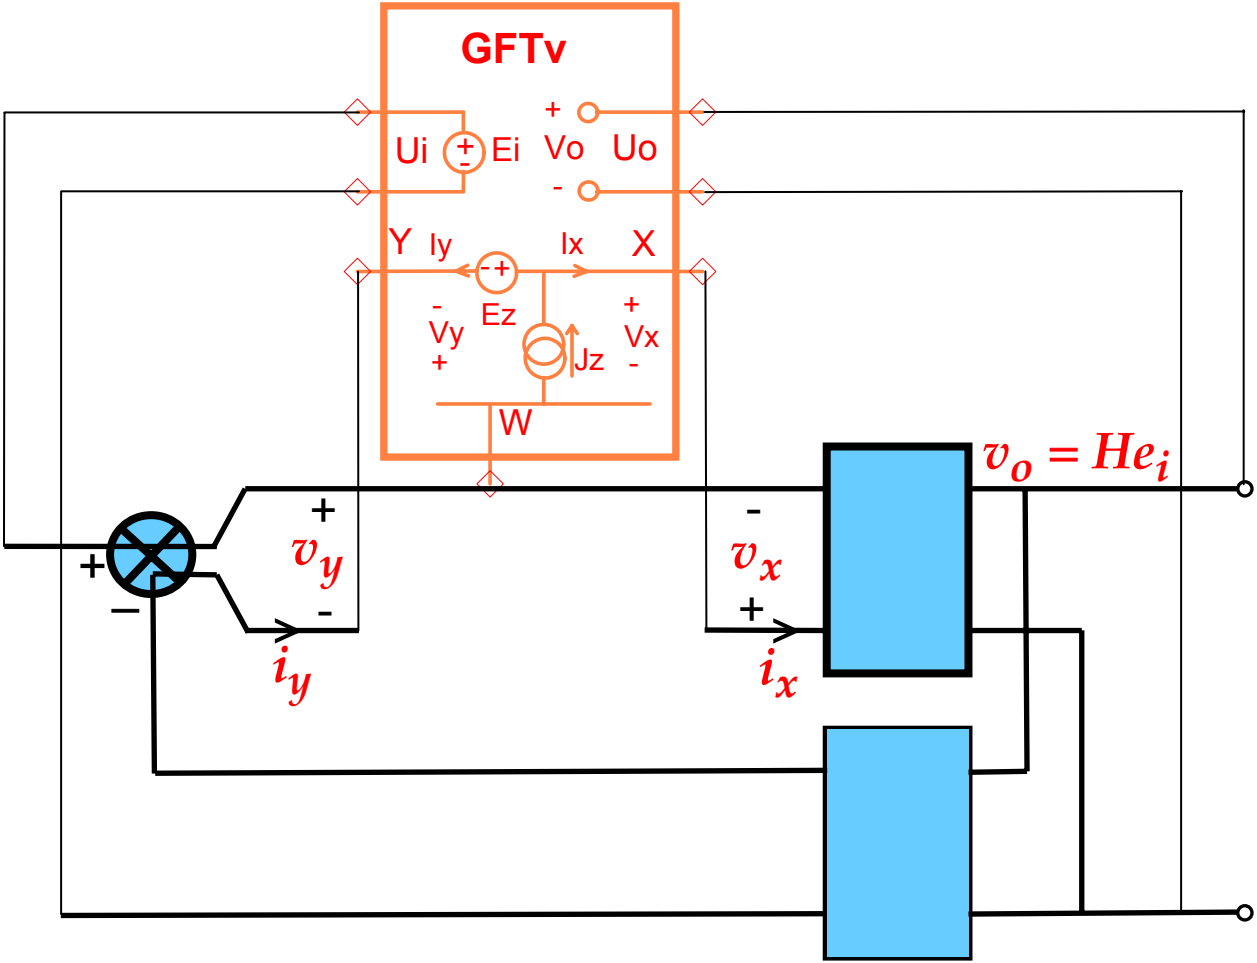 GFTv
+
Ui
+
-
Ei
Vo
Uo
-
Y
Iy
Ix
X
- +
-
Ez
+
Vy
Vx
+
Jz
-
W
v_o = He_i
+
-
v_y
v_x
+
-
+
–
i_y
i_x